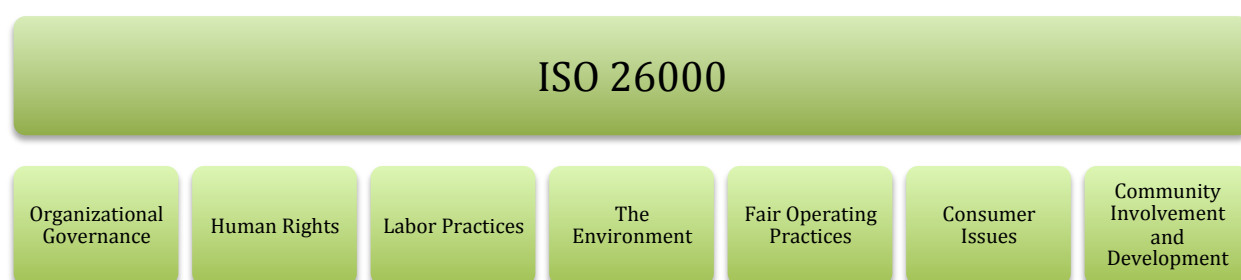 ISO 26000
Organizational
Governance
Human Rights
Labor Practices
The
Environment
Fair Operating
Practices
Consumer
Issues
Community
Involvement
and
Development